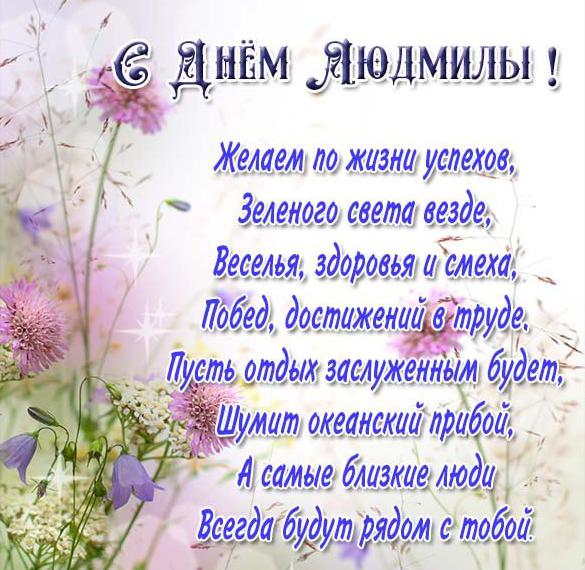 С Днём Людмилы !
Желаем по жизни успехов,
Зеленого света везде,
Веселья, здоровья и смеха,
Побед, достижений в труде.
Пусть отдых заслуженным будет,
Шумит океанский прибой,
А самые близкие люди
Всегда будут рядом с тобой.